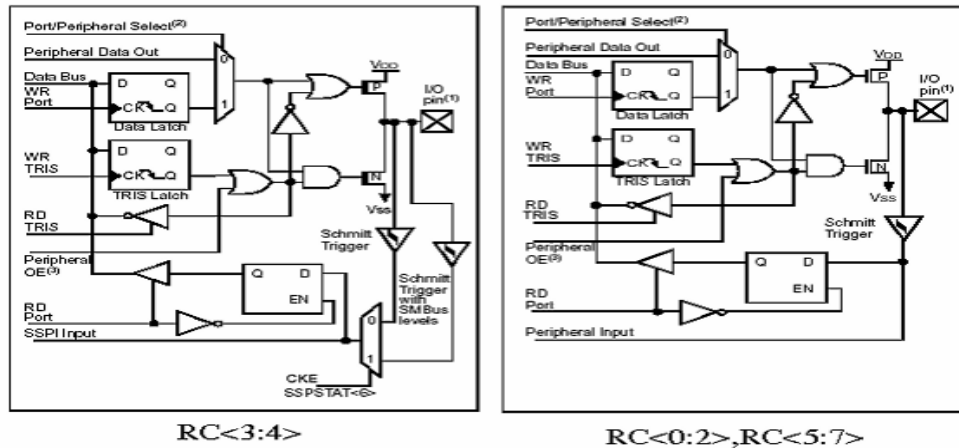 Port/Peripheral Select(2)
Peripheral Data Out
Data Bus
WR
Port
D Q
CK Q
Data Latch
0
1
VDD
P
I/O
pin(1)
WR
TRIS
D Q
CK Q
TRIS Latch
N
Vss
RD
TRIS
Schmitt
Trigger
Peripheral
OE(3)
Q D
EN
Schmitt
Trigger
with
SMBus
levels
RD
Port
SSPI Input
0
1
CKE
SSPSTAT<6>
RC<3:4>
Port/Peripheral Select(2)
Peripheral Data Out
Data Bus
WR
Port
D Q
CK Q
Data Latch
0
1
VDD
P
I/O
pin(1)
WR
TRIS
D Q
CK Q
TRIS Latch
N
Vss
RD
TRIS
Schmitt
Trigger
Peripheral
OE(3)
Q D
EN
RD
Port
Peripheral Input
RC<0:2>,RC<5:7>